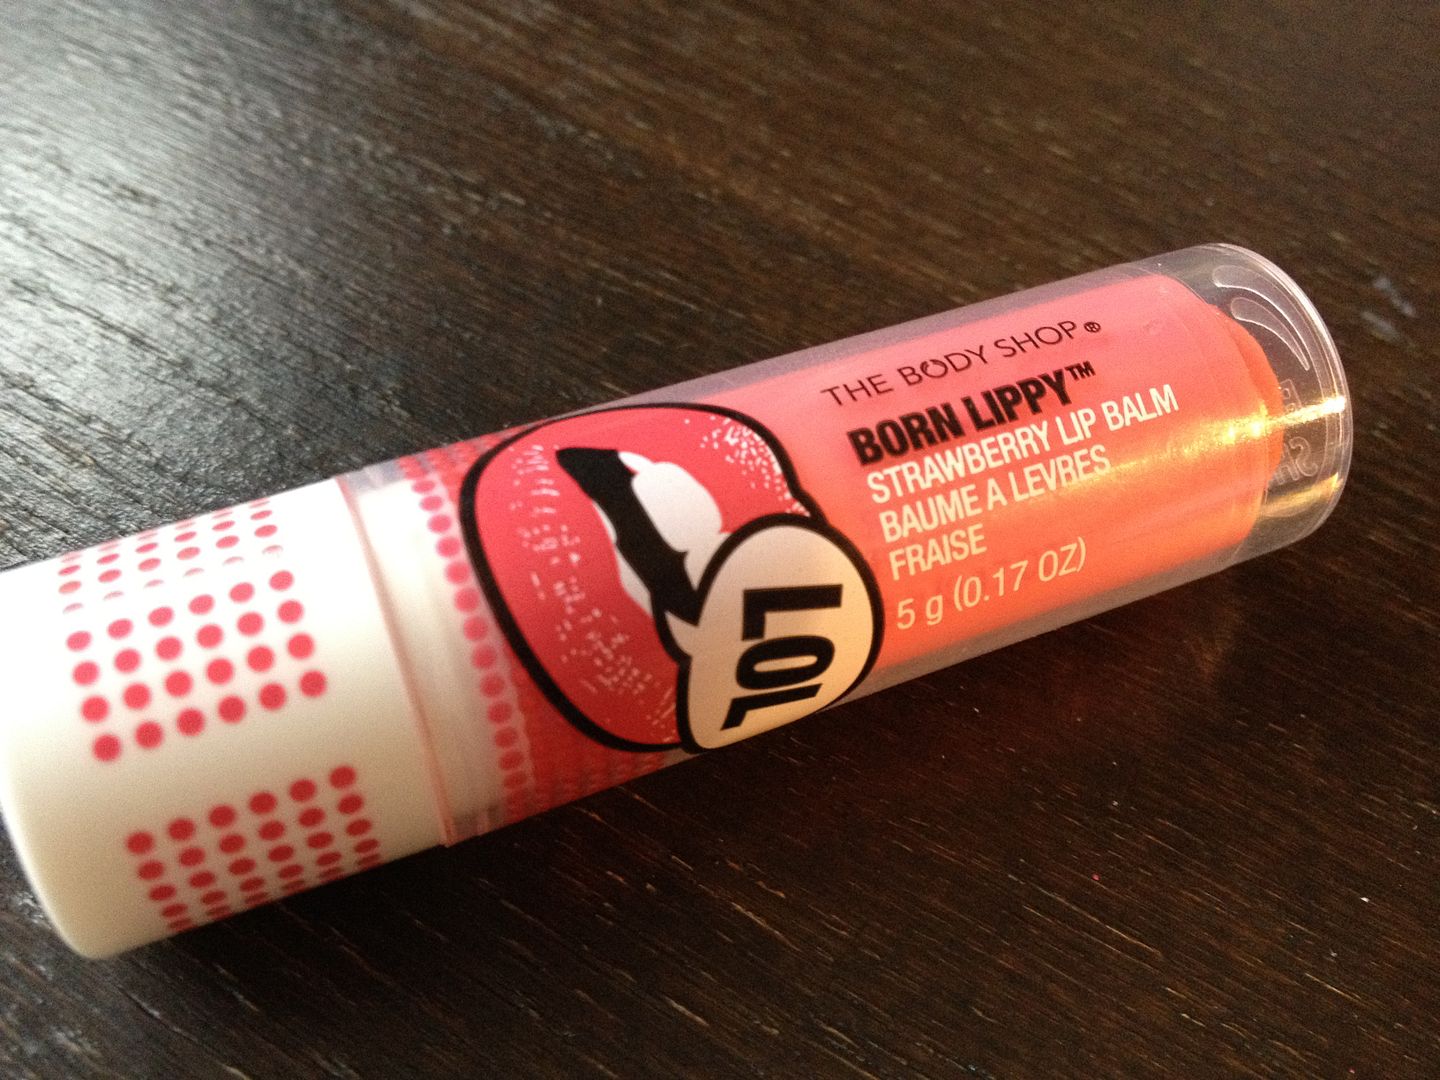 THE BODY SHOP®
BORN LIPPY™
STRAWBERRY LIP BALM
BAUME A LEVRES
FRAISE
5 g (0.17 OZ)
LOL